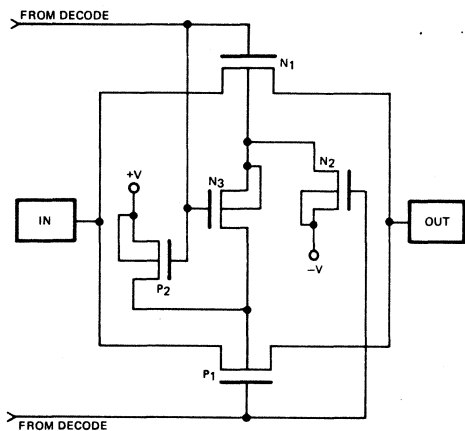 FROM DECODE
N1
+V
N3
N2
IN
OUT
P2
−V
P1
FROM DECODE